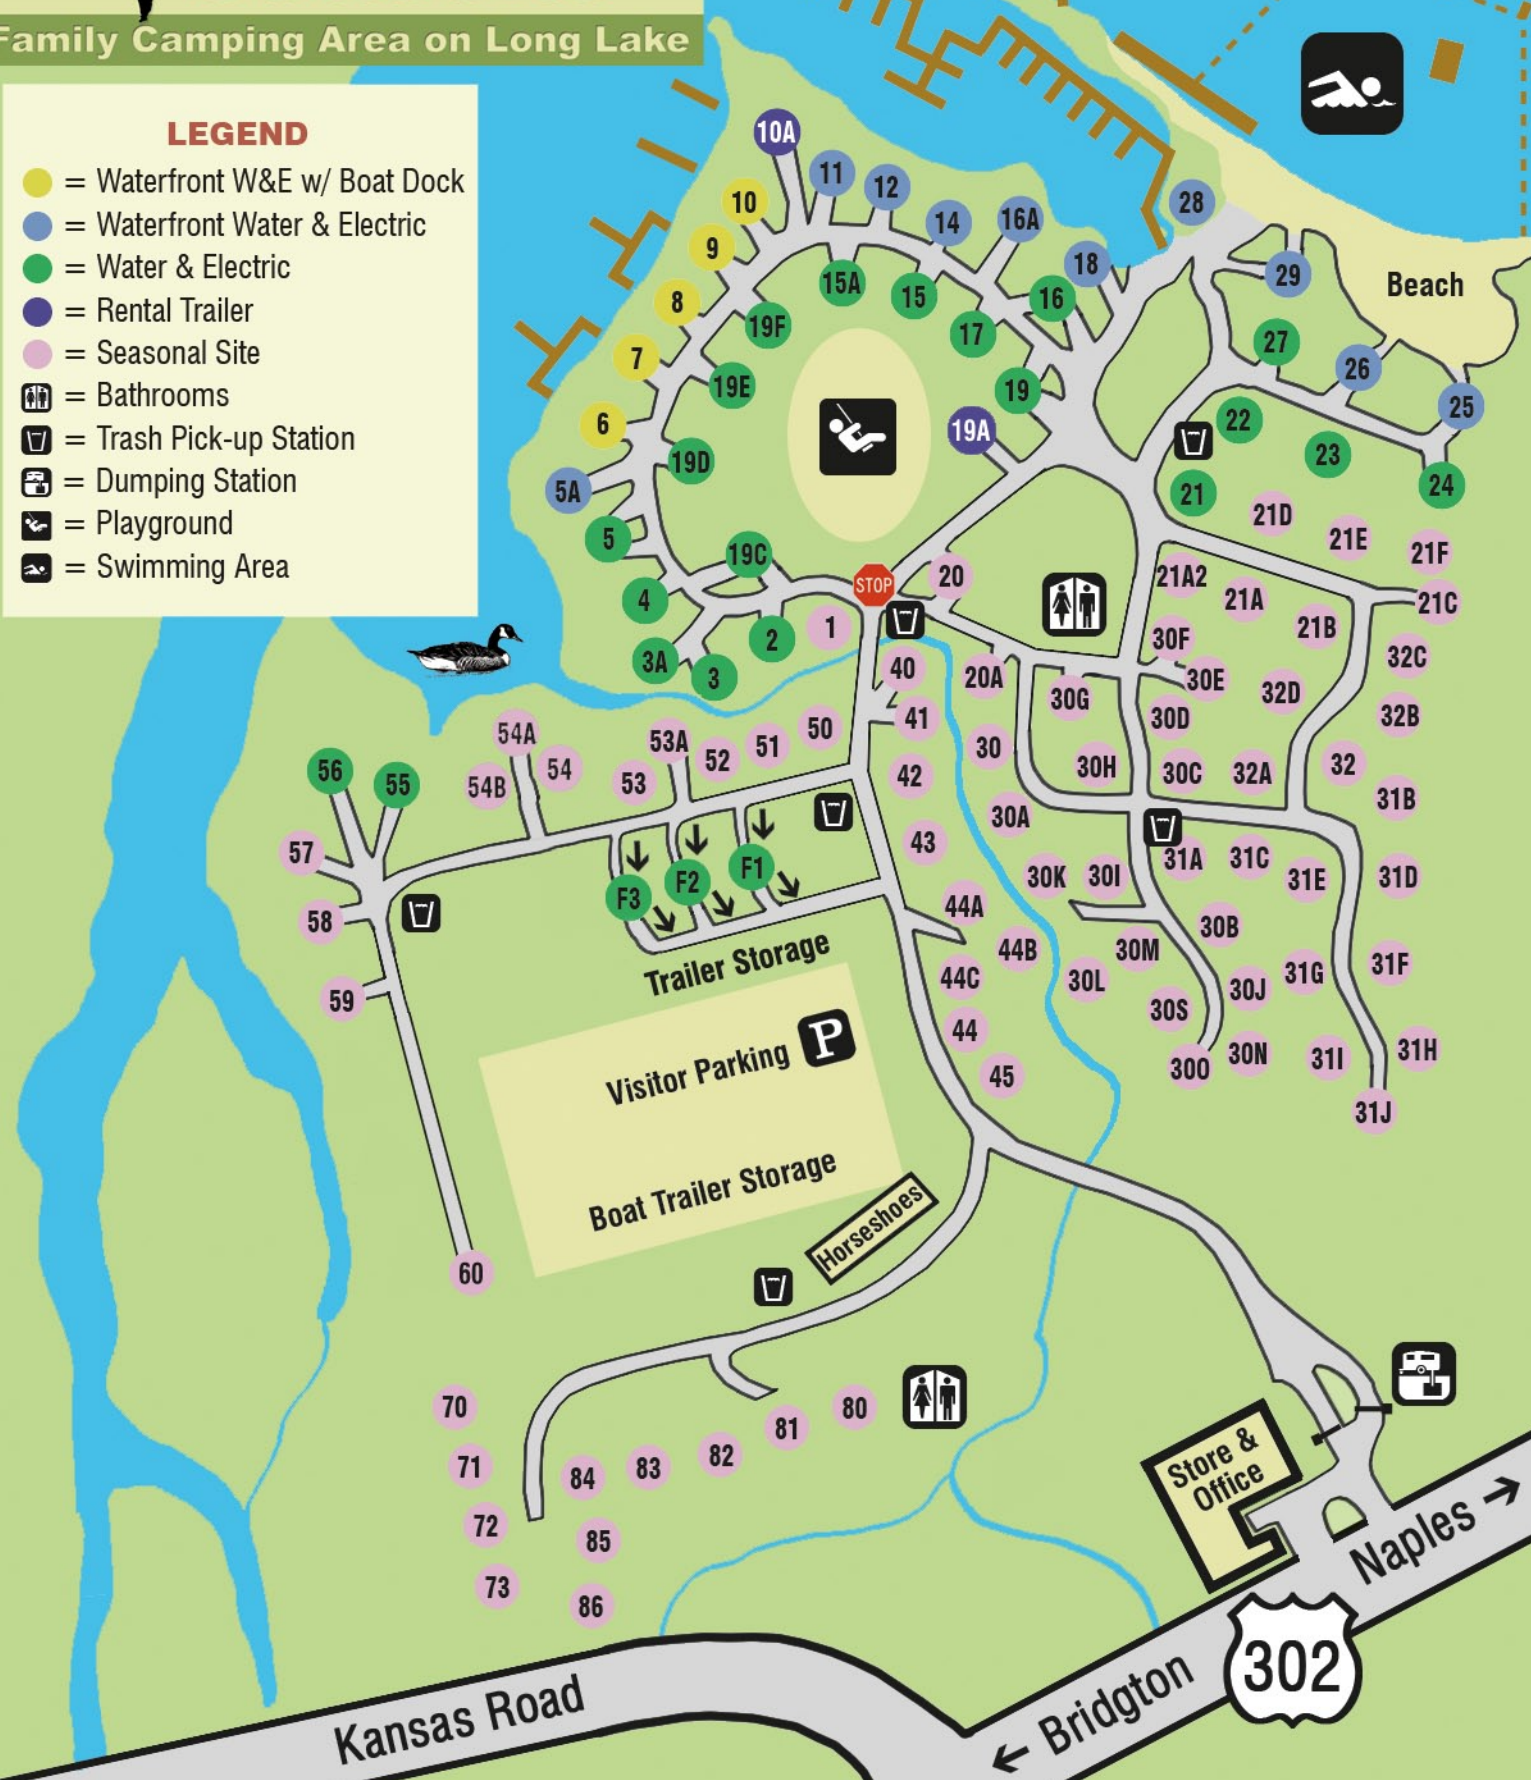 Family Camping Area on Long Lake
LEGEND
= Waterfront W&E w/ Boat Dock
= Waterfront Water & Electric
= Water & Electric
= Rental Trailer
= Seasonal Site
= Bathrooms
= Trash Pick-up Station
= Dumping Station
= Playground
= Swimming Area
10A
11
12
14
16A
18
28
29
Beach
10
9
8
7
6
5A
5
4
3A
3
2
1
15A
15
17
16
19
19A
19F
19E
19D
19C
STOP
20
27
26
25
22
23
24
21
21D
21E
21F
21A2
21A
21B
21C
30F
30E
32C
32D
32B
30D
30G
20A
40
41
42
43
30
30H
30C
32A
32
31B
30A
30K
30I
31A
31C
31E
31D
44A
44B
44C
44
45
30L
30M
30B
30S
30J
31G
31F
30O
30N
31I
31H
31J
50
51
52
53A
53
54
54A
54B
55
56
57
58
59
60
F3
F2
F1
Trailer Storage
Visitor Parking P
Boat Trailer Storage
Horseshoes
70
71
72
73
80
81
82
83
84
85
86
Store &
Office
Naples →
302
← Bridgton
Kansas Road